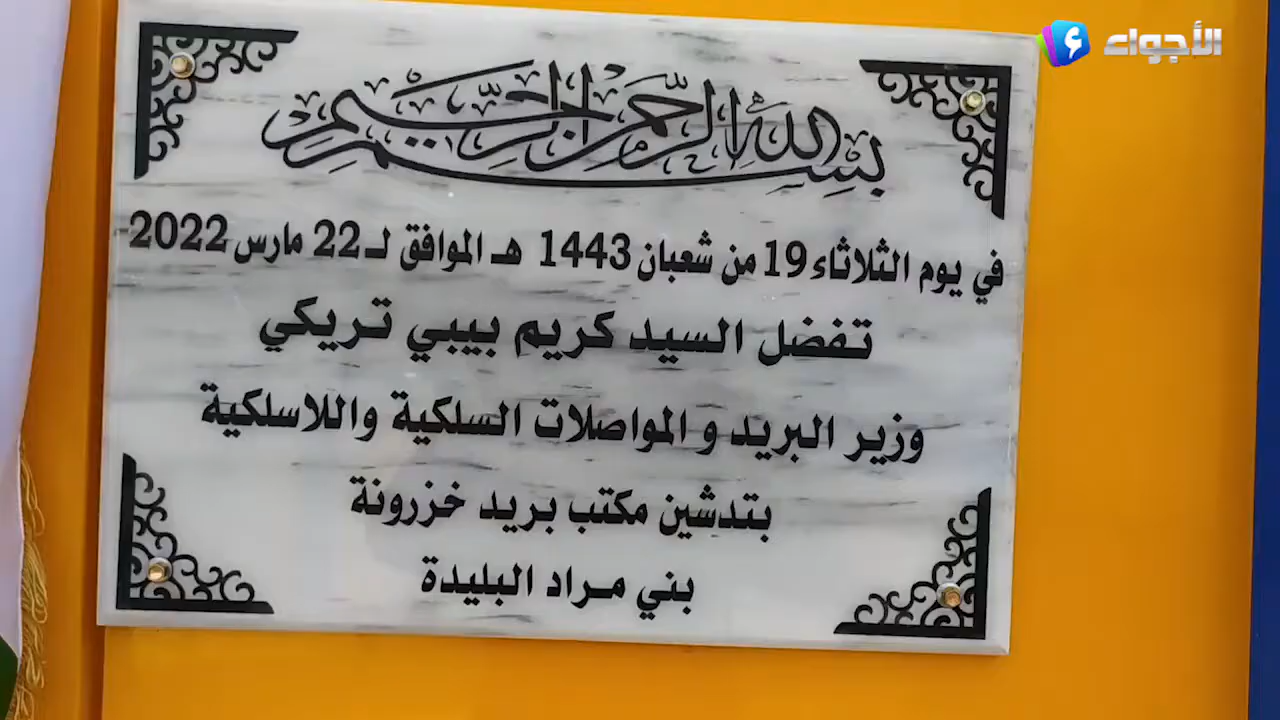 الأجواء
بسم الله الرحمن الرحيم
في يوم الثلاثاء 19 من شعبان 1443 هـ الموافق لـ 22 مارس 2022
تفضل السيد كريم بيبي تريكي
وزير البريد و المواصلات السلكية واللاسلكية
بتدشين مكتب بريد خزرونة
بني مراد البليدة